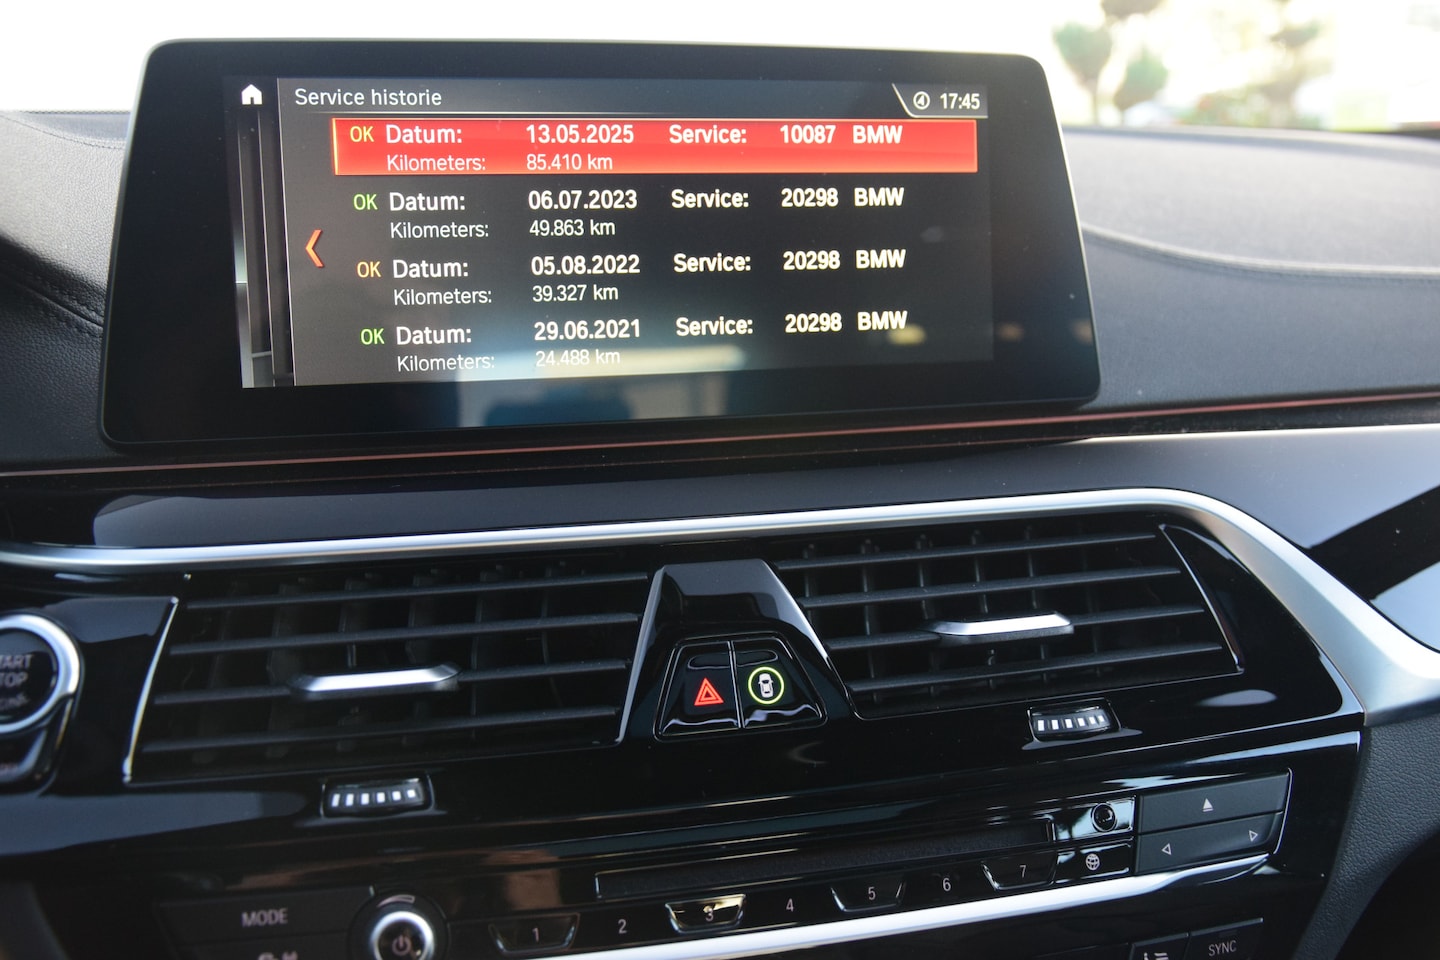 Service historie 17:45
OK Datum: 13.05.2025 Service: 10087 BMW
Kilometers: 85.410 km
OK Datum: 06.07.2023 Service: 20298 BMW
Kilometers: 49.863 km
OK Datum: 05.08.2022 Service: 20298 BMW
Kilometers: 39.327 km
OK Datum: 29.06.2021 Service: 20298 BMW
Kilometers: 24.488 km
START
STOP
MODE
1 2 3 4 5 6 7
SYNC